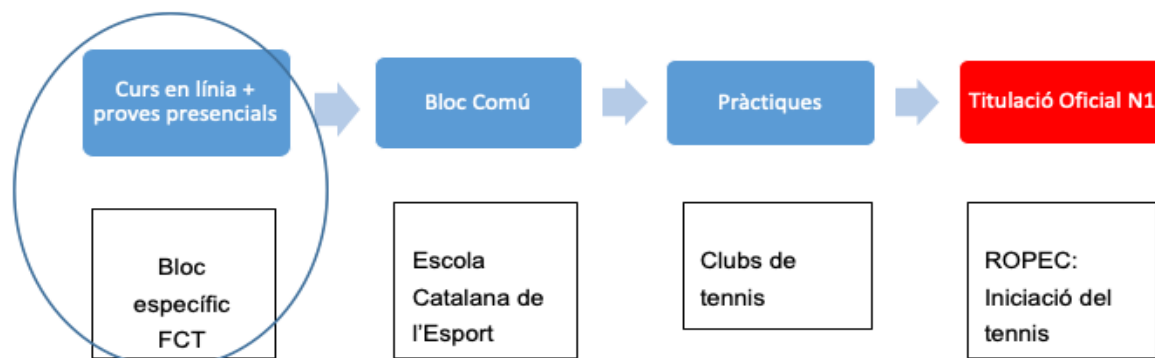 Curs en línia +
proves presencials
Bloc Comú
Pràctiques
Titulació Oficial N1
Bloc
específic
FCT
Escola
Catalana de
l'Esport
Clubs de
tennis
ROPEC:
Iniciació del
tennis